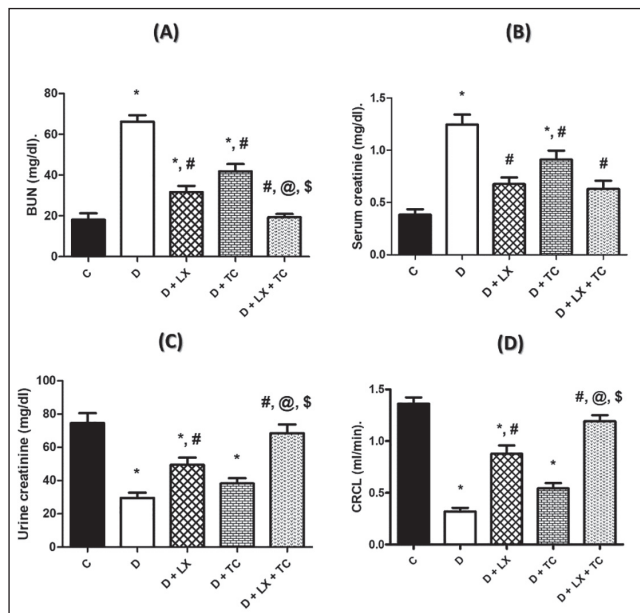 (A)
BUN (mg/dl).
80
60
40
20
0
*
*, #
*, #
#, @, $
C
D
D + LX
D + TC
D + LX + TC
(B)
Serum creatinie (mg/dl).
1.5
1.0
0.5
0.0
*
#
*, #
#
C
D
D + LX
D + TC
D + LX + TC
(C)
Urine creatinine (mg/dl)
100
80
60
40
20
0
*
*, #
*
#, @, $
C
D
D + LX
D + TC
D + LX + TC
(D)
CRCL (ml/min).
1.5
1.0
0.5
0.0
*
*, #
*
#, @, $
C
D
D + LX
D + TC
D + LX + TC